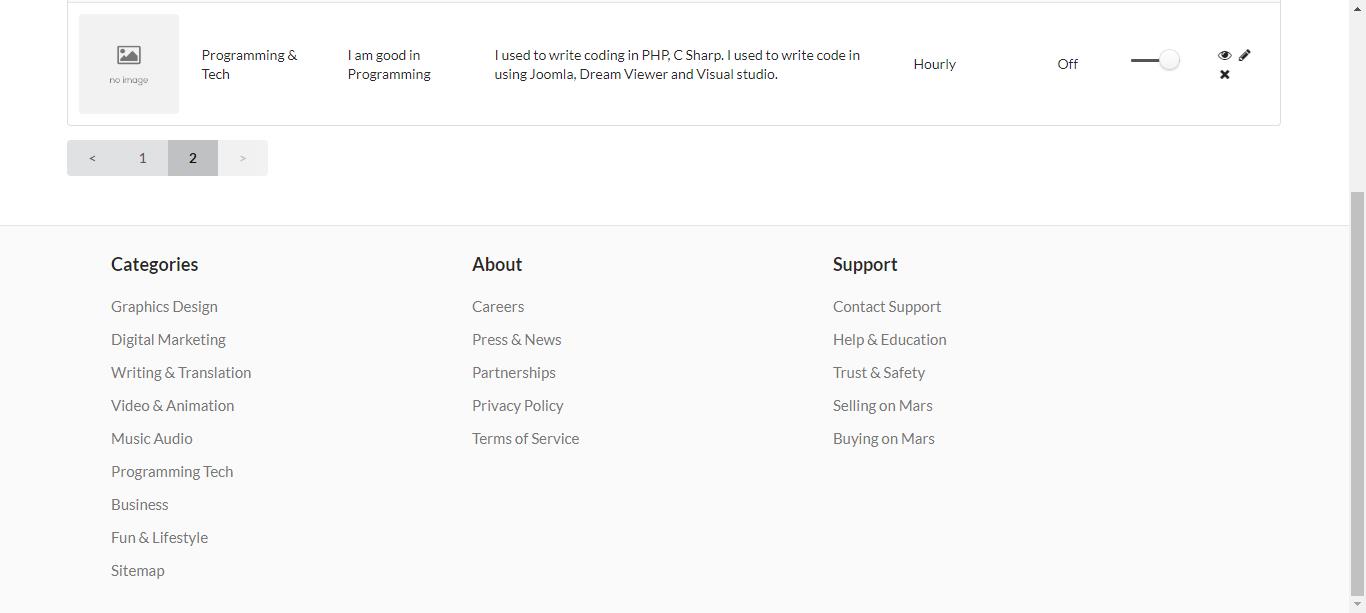 no image
Programming &
Tech
I am good in
Programming
I used to write coding in PHP, C Sharp. I used to write code in
using Joomla, Dream Viewer and Visual studio.
Hourly
Off
< 1 2 >
Categories
Graphics Design
Digital Marketing
Writing & Translation
Video & Animation
Music Audio
Programming Tech
Business
Fun & Lifestyle
Sitemap
About
Careers
Press & News
Partnerships
Privacy Policy
Terms of Service
Support
Contact Support
Help & Education
Trust & Safety
Selling on Mars
Buying on Mars